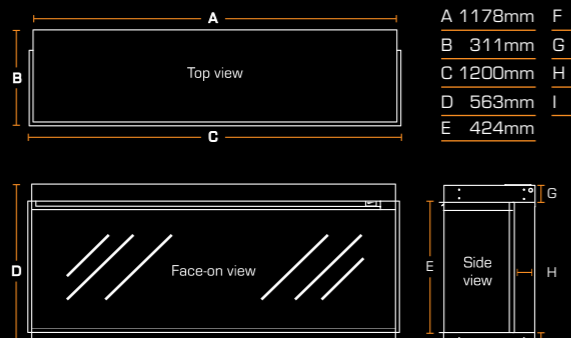 A
A 1178mm F
B 311mm G
B
Top view
C 1200mm H
D 563mm I
E 424mm
C
G
D
Face-on view
E
Side
view
H